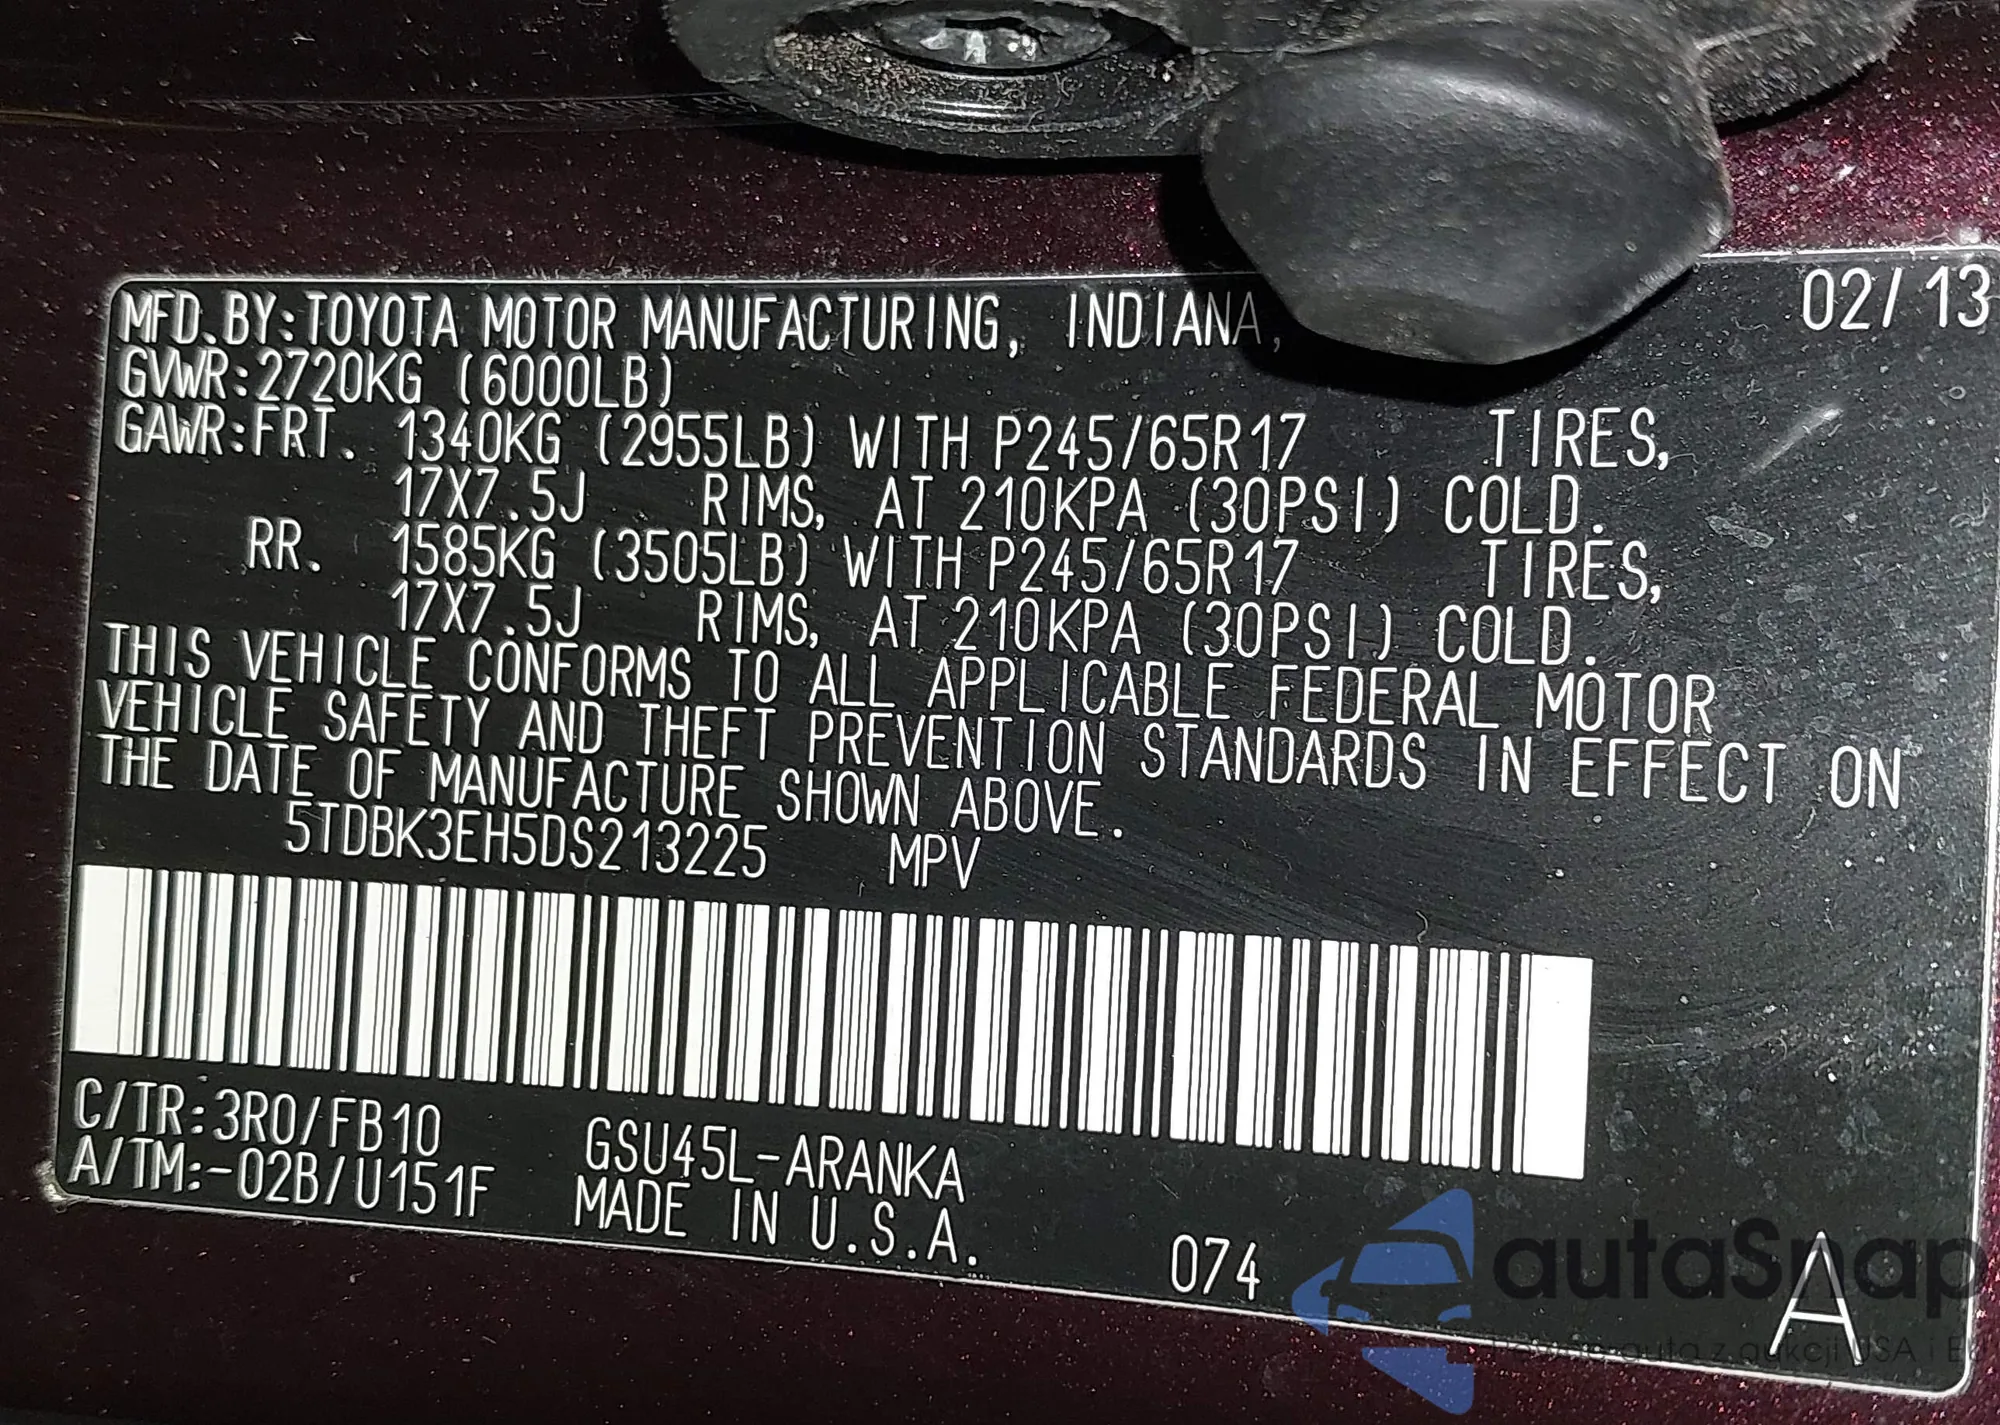 MFD.BY:TOYOTA MOTOR MANUFACTURING, INDIANA, 02/13
GVWR:2720KG (6000LB)
GAWR:FRT. 1340KG (2955LB) WITH P245/65R17 TIRES,
17X7.5J RIMS, AT 210KPA (30PSI) COLD.
RR. 1585KG (3505LB) WITH P245/65R17 TIRES,
17X7.5J RIMS, AT 210KPA (30PSI) COLD.
THIS VEHICLE CONFORMS TO ALL APPLICABLE FEDERAL MOTOR
VEHICLE SAFETY AND THEFT PREVENTION STANDARDS IN EFFECT ON
THE DATE OF MANUFACTURE SHOWN ABOVE.
5TDBK3EH5DS213225 MPV
C/TR:3R0/FB10 GSU45L-ARANKA
A/TM:-02B/U151F MADE IN U.S.A.
074 A
autaSnap
auta z aukcji USA i